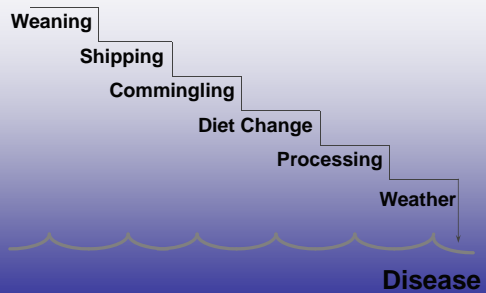 Weaning
Shipping
Commingling
Diet Change
Processing
Weather
Disease